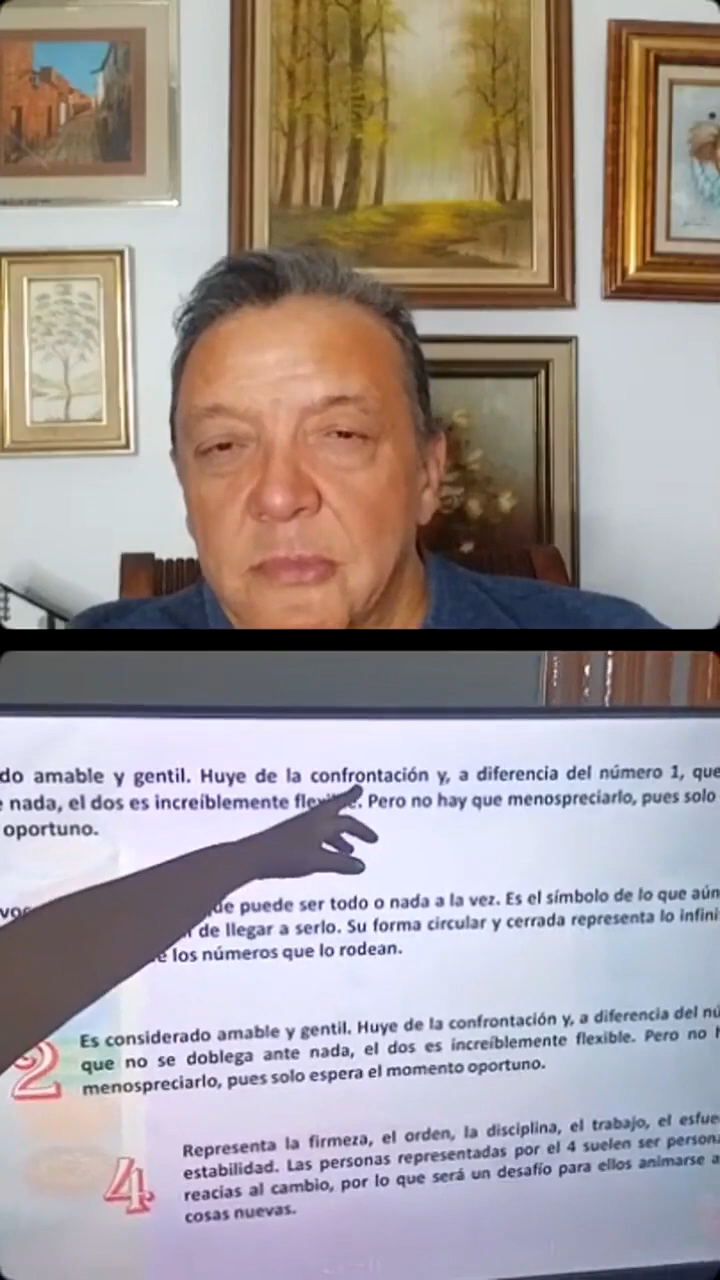 do amable y gentil. Huye de la confrontación y, a diferencia del número 1, que
nada, el dos es increíblemente Pero no hay que menospreciarlo, pues solo
oportuno.
de puede ser todo o nada a la vez. Es el símbolo de lo que aún
de llegar a serlo. Su forma circular y cerrada representa lo infini
e los números que lo rodean.
Es considerado amable y gentil. Huye de la confrontación y, a diferencia del nú
2 que no se doblega ante nada, el dos es increíblemente flexible. Pero no h
menospreciarlo, pues solo espera el momento oportuno.
Representa la firmeza, el orden, la disciplina, el trabajo, el esfue
4 estabilidad. Las personas representadas por el 4 suelen ser person
reacias al cambio, por lo que será un desafío para ellos animarse a
cosas nuevas.